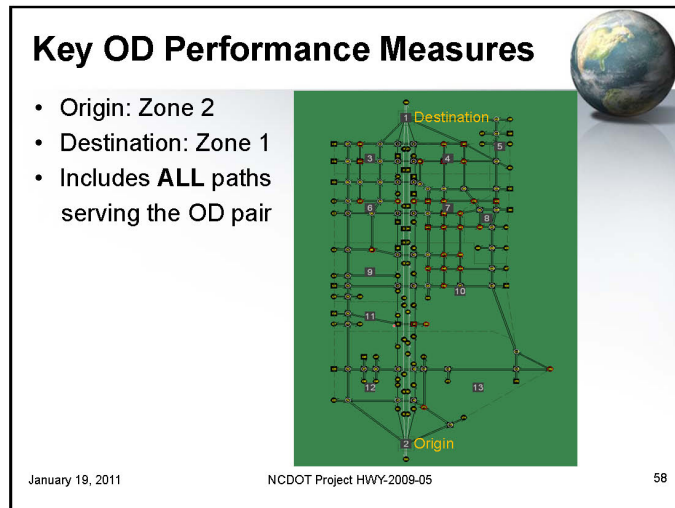 Key OD Performance Measures
• Origin: Zone 2
• Destination: Zone 1
• Includes ALL paths
serving the OD pair
1 Destination
5
3 4
6 7
8
9
10
11
12 13
2 Origin
January 19, 2011 NCDOT Project HWY-2009-05 58